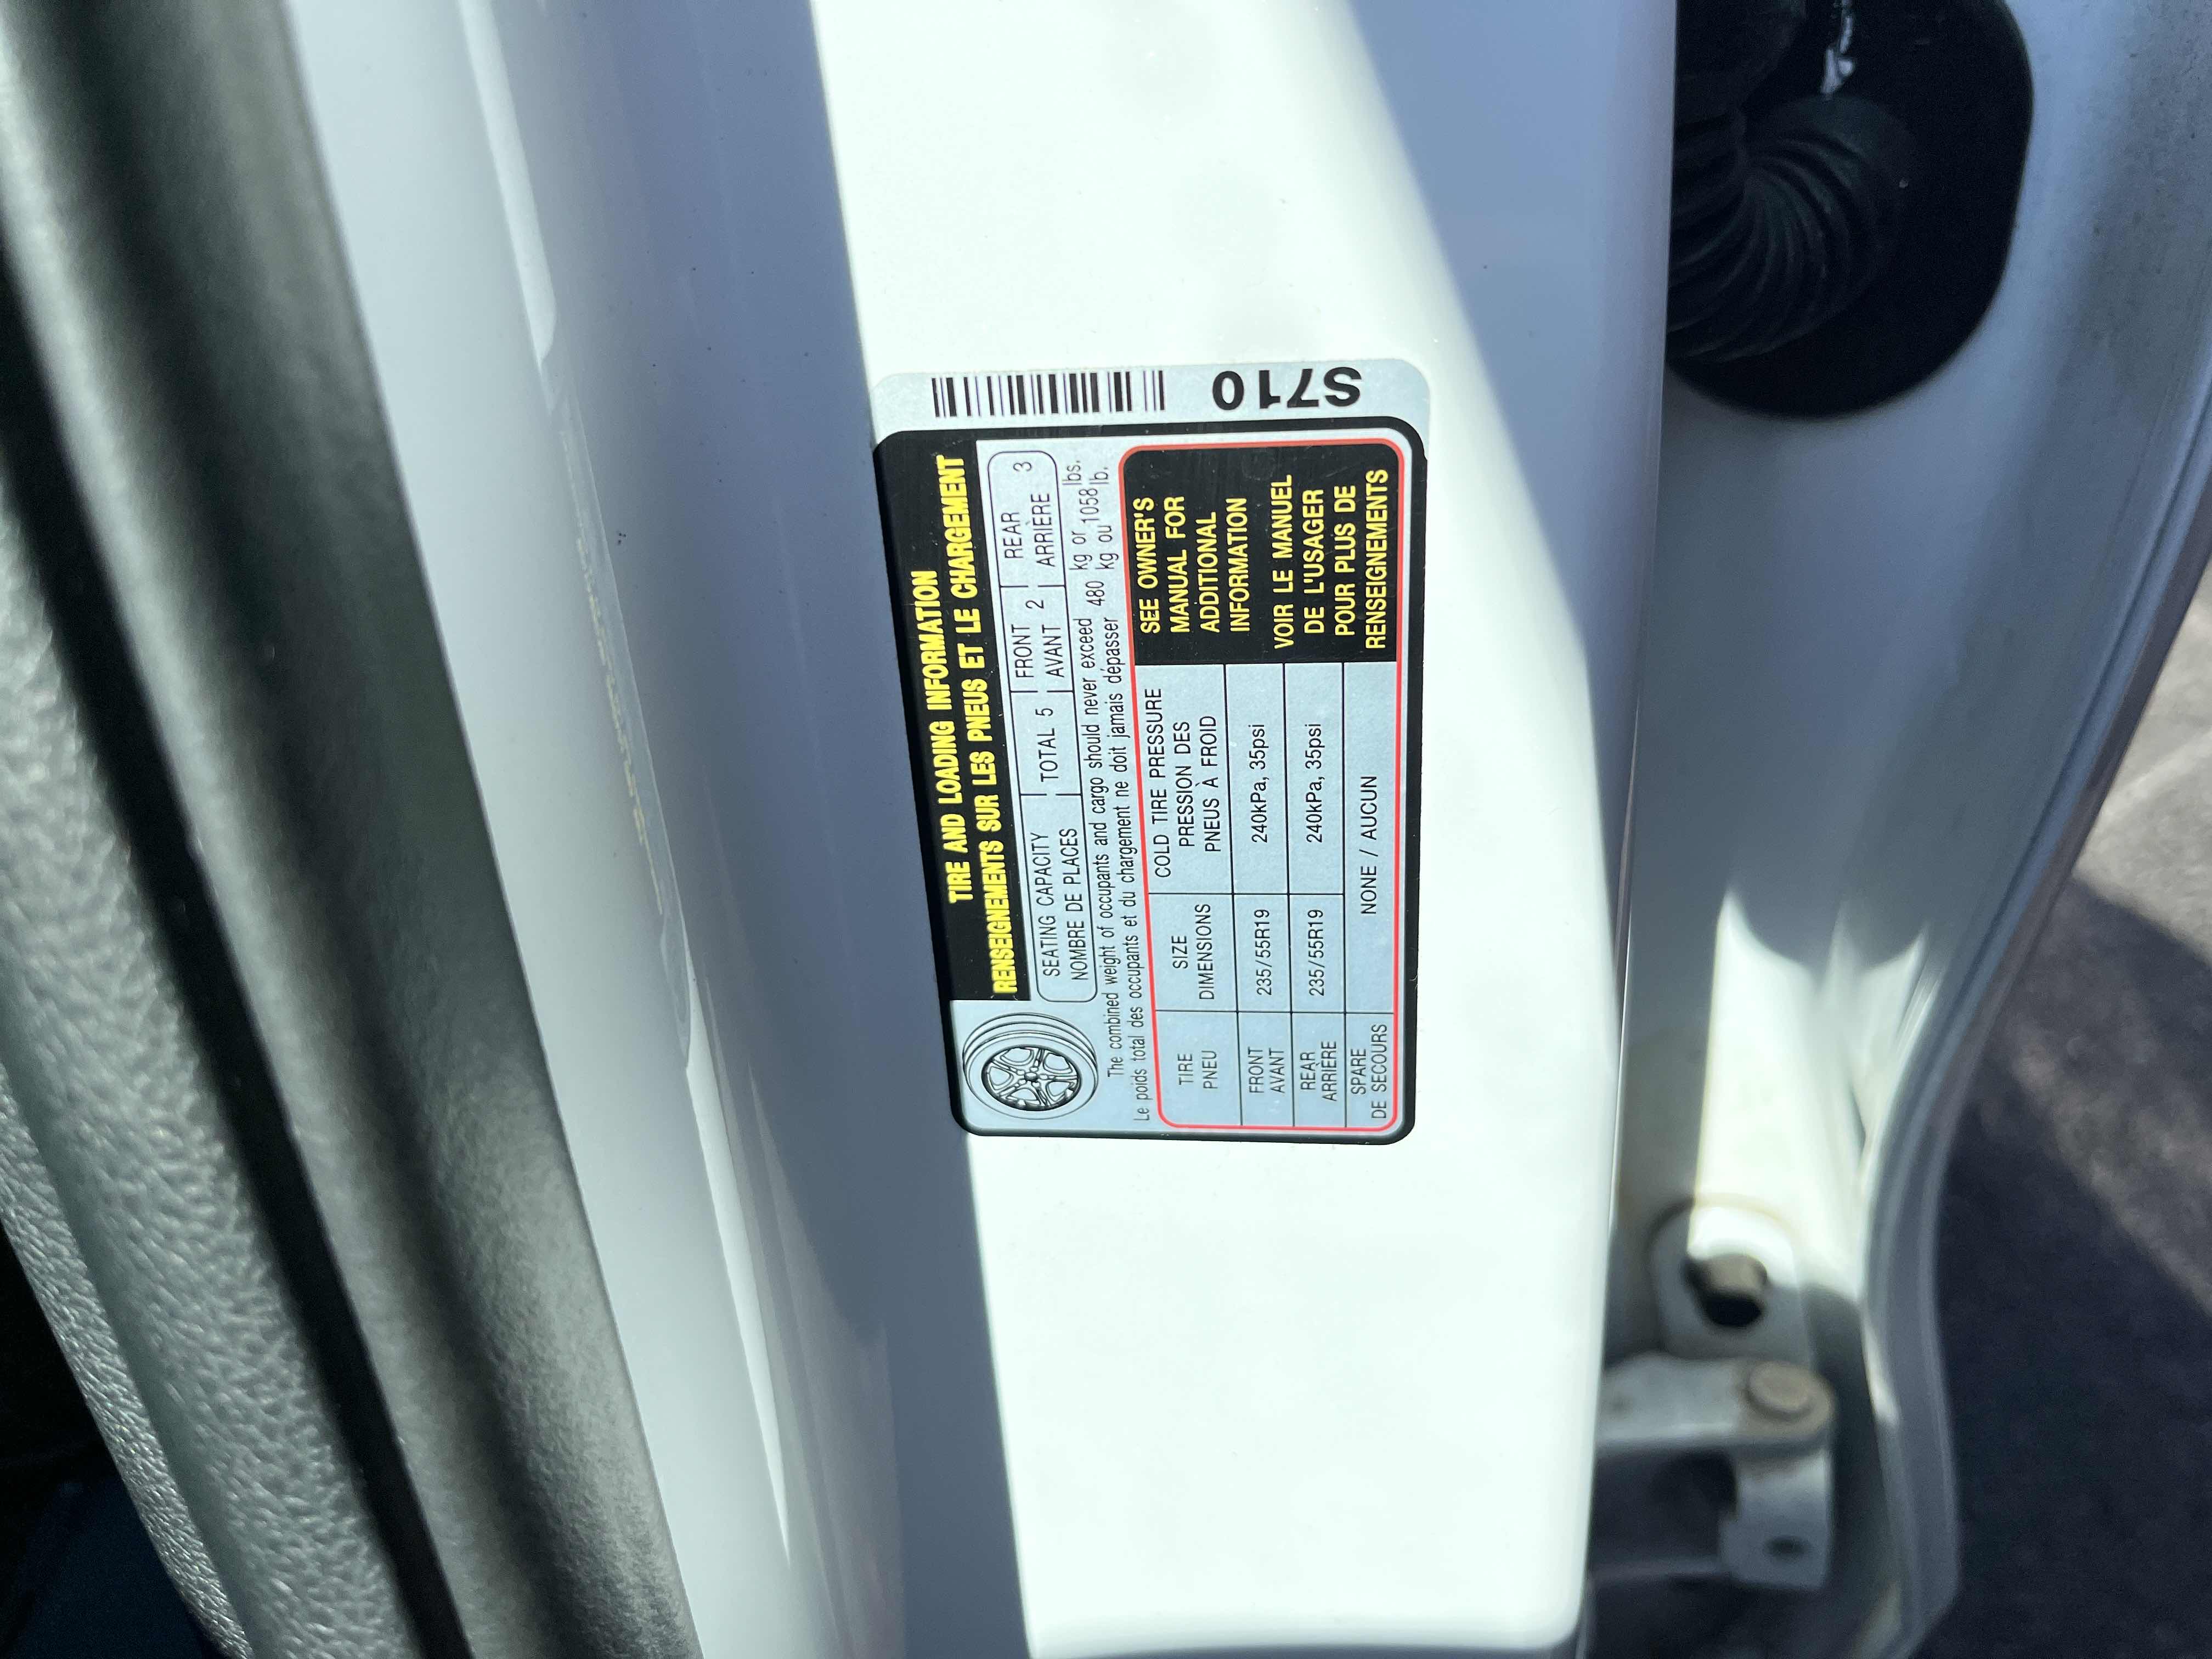 TIRE AND LOADING INFORMATION
RENSEIGNEMENTS SUR LES PNEUS ET LE CHARGEMENT
SEATING CAPACITY
NOMBRE DE PLACES
TOTAL 5
FRONT
AVANT 2
REAR
ARRIÈRE 3
The combined weight of occupants and cargo should never exceed 480 kg or 1058 lbs.
Le poids total des occupants et du chargement ne doit jamais dépasser 480 kg ou 1058 lb.
TIRE
PNEU
SIZE
DIMENSIONS
COLD TIRE PRESSURE
PRESSION DES
PNEUS À FROID
FRONT
AVANT
235/55R19
240kPa, 35psi
REAR
ARRIÈRE
235/55R19
240kPa, 35psi
SPARE
DE SECOURS
NONE / AUCUN
SEE OWNER'S
MANUAL FOR
ADDITIONAL
INFORMATION
VOIR LE MANUEL
DE L'USAGER
POUR PLUS DE
RENSEIGNEMENTS
S710